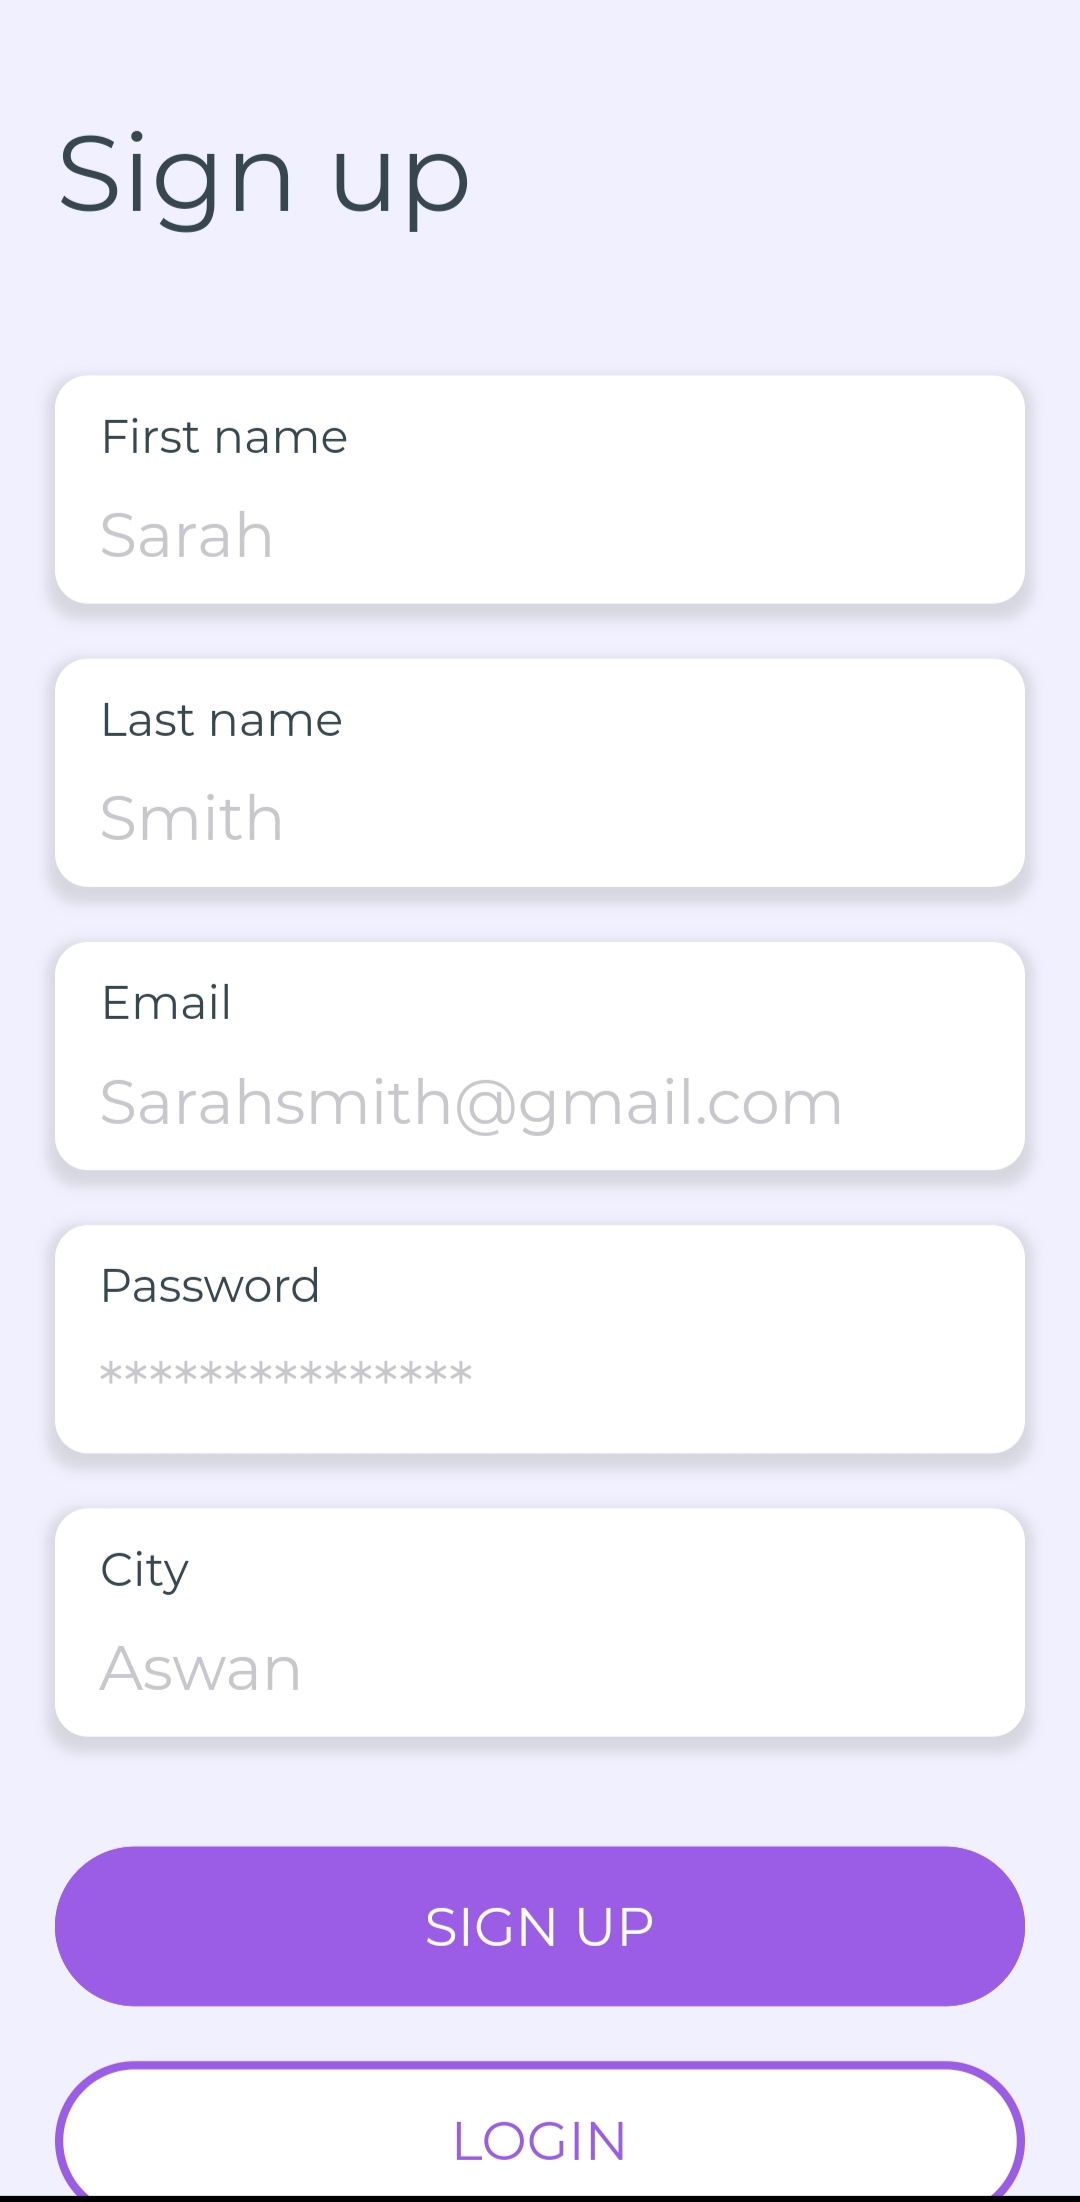 Sign up
First name
Sarah
Last name
Smith
Email
Sarahsmith@gmail.com
Password
***************
City
Aswan
SIGN UP
LOGIN